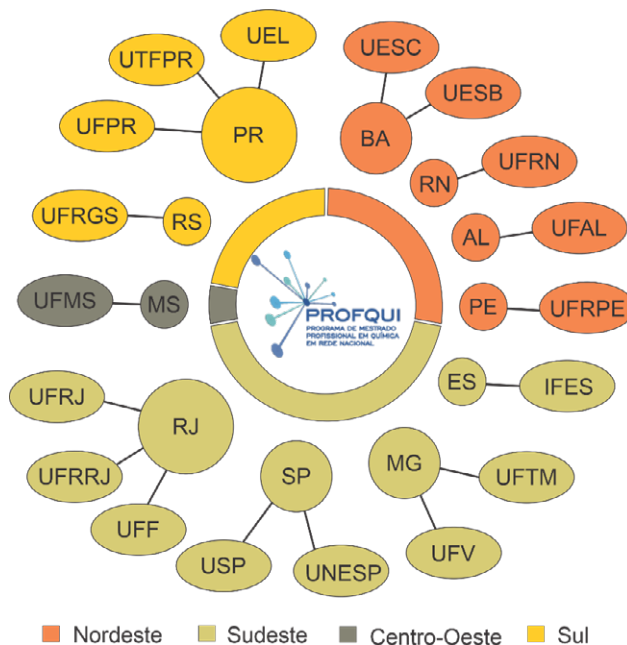 UEL
UTFPR
UFPR
PR
UESC
UESB
BA
UFRN
RN
UFRGS
RS
AL
UFAL
UFMS
MS
PROFQUI
PROGRAMA DE MESTRADO
PROFISSIONAL EM QUÍMICA
EM REDE NACIONAL
PE
UFRPE
ES
IFES
UFRJ
RJ
UFRRJ
UFF
SP
USP
UNESP
MG
UFTM
UFV
Nordeste
Sudeste
Centro-Oeste
Sul